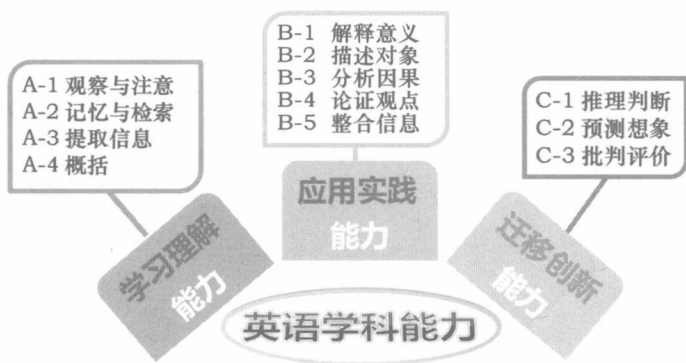 A-1 观察与注意
A-2 记忆与检索
A-3 提取信息
A-4 概括
学习理解
能力
B-1 解释意义
B-2 描述对象
B-3 分析因果
B-4 论证观点
B-5 整合信息
应用实践
能力
C-1 推理判断
C-2 预测想象
C-3 批判评价
迁移创新
能力
英语学科能力